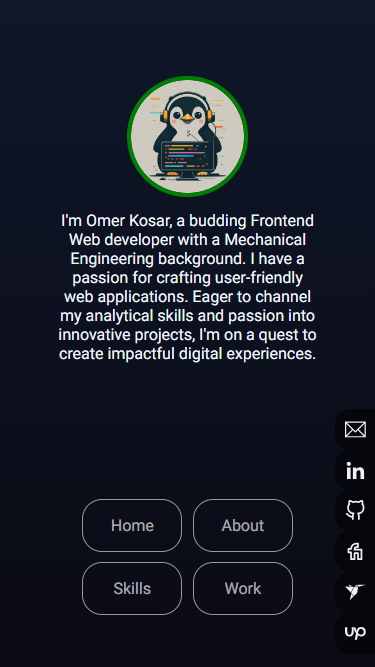 I'm Omer Kosar, a budding Frontend
Web developer with a Mechanical
Engineering background. I have a
passion for crafting user-friendly
web applications. Eager to channel
my analytical skills and passion into
innovative projects, I'm on a quest to
create impactful digital experiences.
in
Home About
Skills Work
up